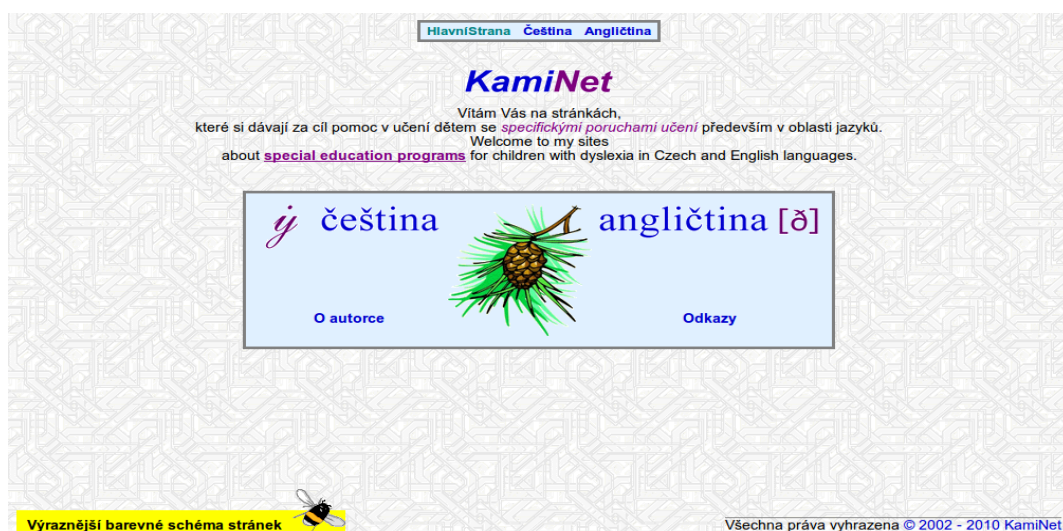 HlavníStrana Čeština Angličtina
KamiNet
Vítám Vás na stránkách,
které si dávají za cíl pomoc v učení dětem se specifickými poruchami učení především v oblasti jazyků.
Welcome to my sites
about special education programs for children with dyslexia in Czech and English languages.
ẏ čeština angličtina [ð]
O autorce Odkazy
Výraznější barevné schéma stránek Všechna práva vyhrazena © 2002 - 2010 KamiNet